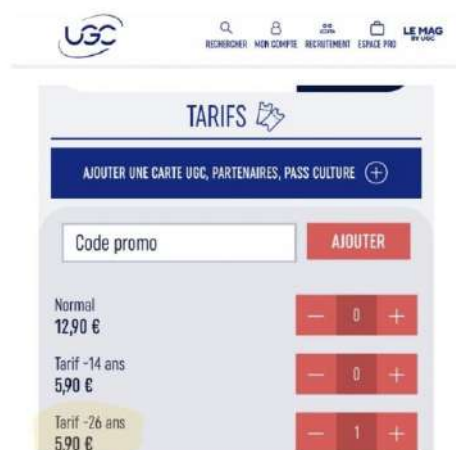 UGC
RECHERCHER MON COMPTE RECRUTEMENT ESPACE PRO LE MAG
BY UGC
TARIFS
AJOUTER UNE CARTE UGC, PARTENAIRES, PASS CULTURE +
Code promo AJOUTER
Normal
12,90 € — 0 +
Tarif -14 ans
5,90 € — 0 +
Tarif -26 ans
5,90 € — 1 +